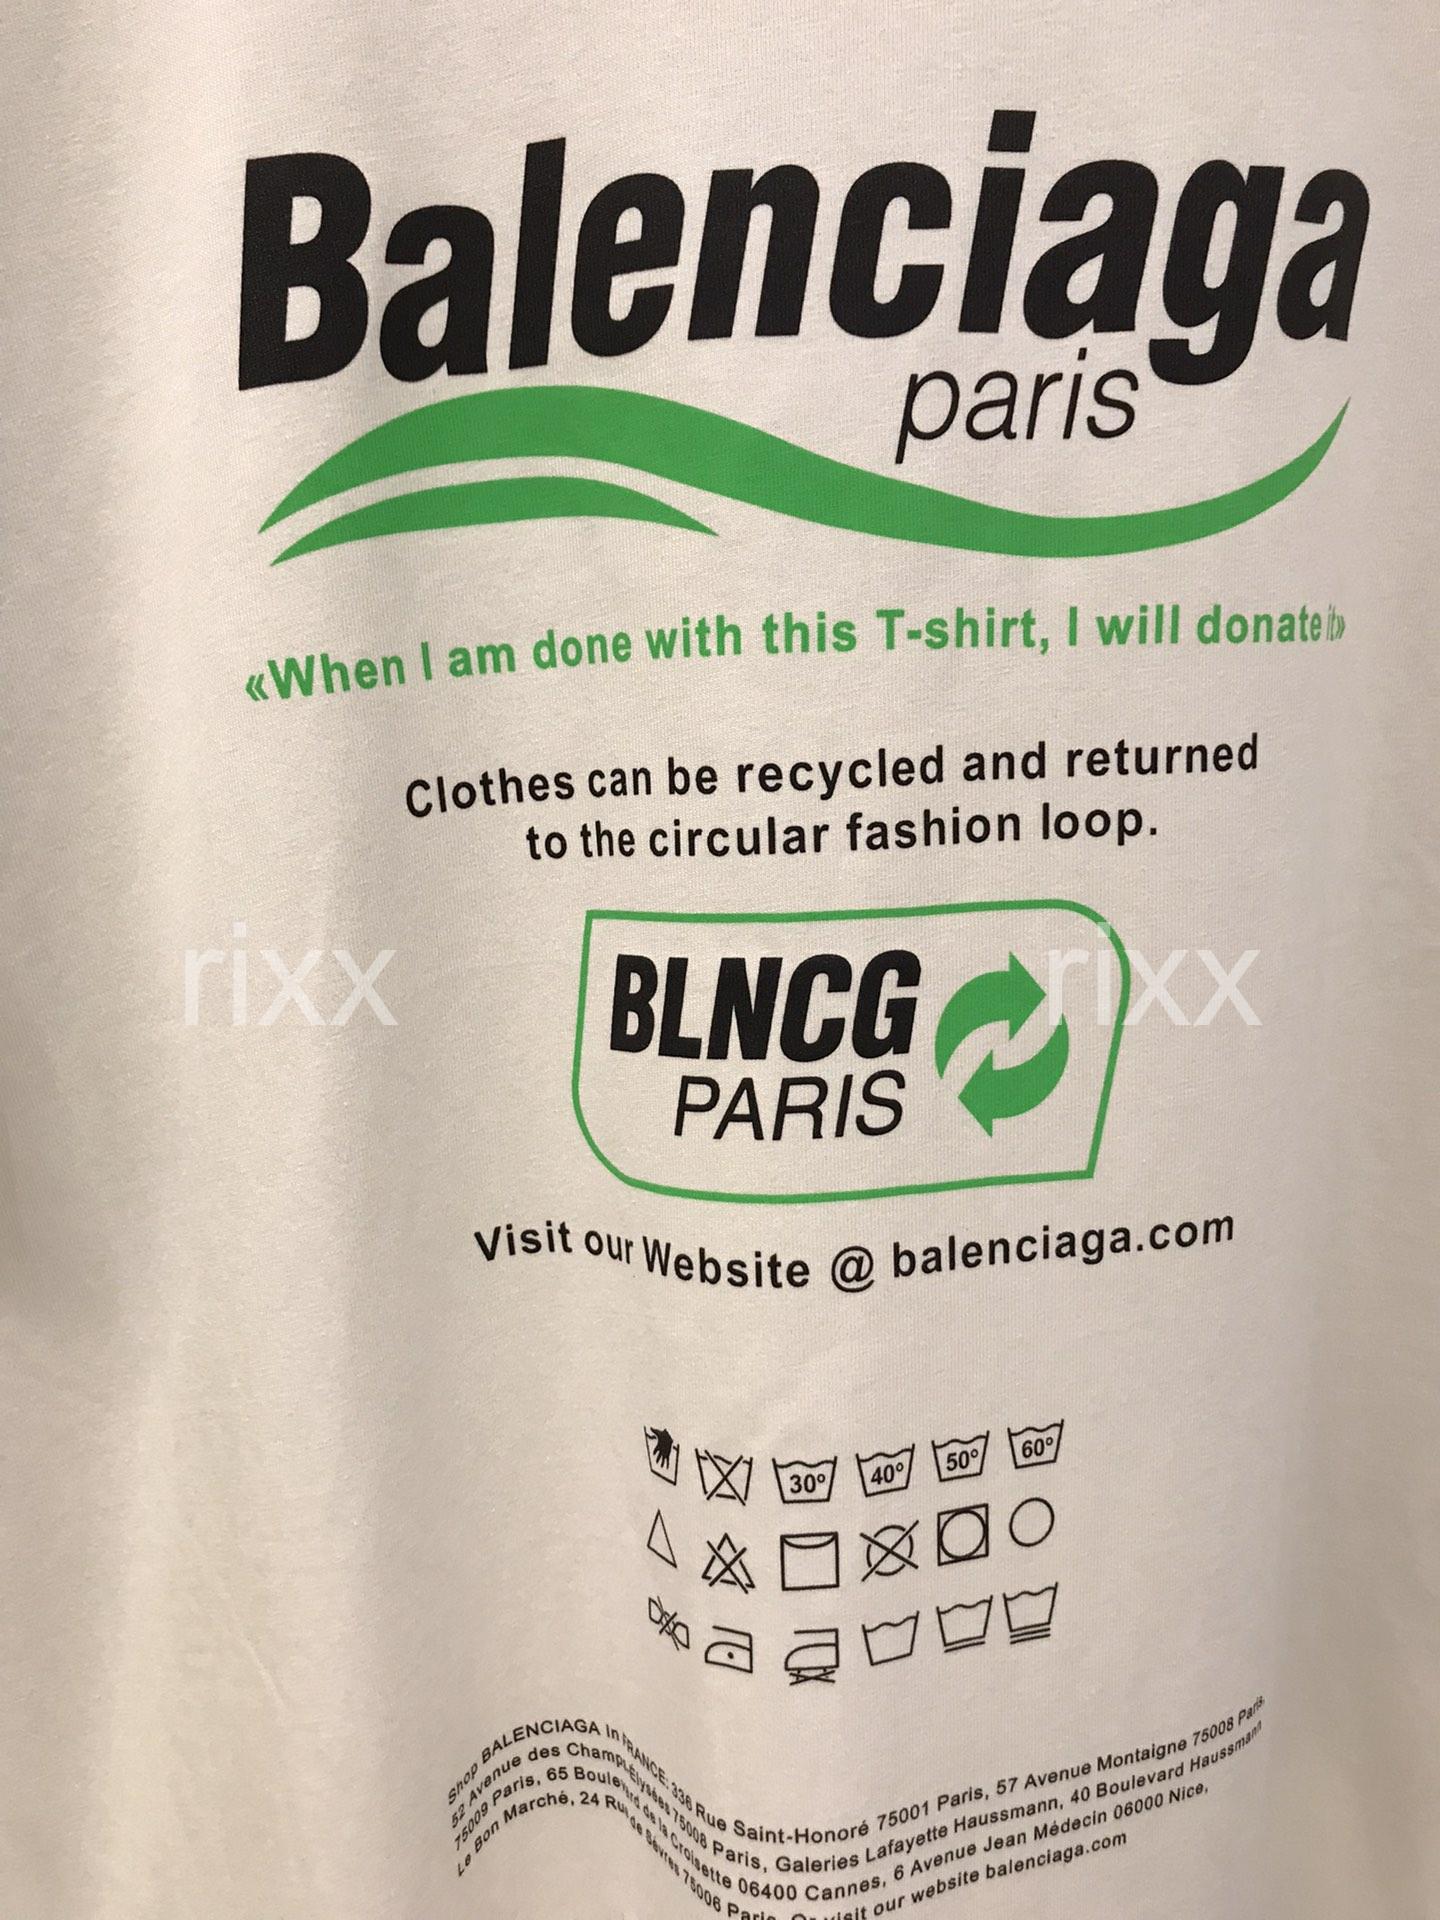 Balenciaga
paris
«When I am done with this T-shirt, I will donate it»
Clothes can be recycled and returned
to the circular fashion loop.
rixx
rixx
BLNCG
PARIS
Visit our Website @ balenciaga.com
30° 40° 50° 60°
Shop BALENCIAGA in FRANCE: 336 Rue Saint-Honoré 75001 Paris, 57 Avenue Montaigne 75008 Paris,
52 Avenue des Champs-Élysées 75008 Paris, Galeries Lafayette Haussmann, 40 Boulevard Haussmann
75009 Paris, 65 Boulevard de la Croisette 06400 Cannes, 6 Avenue Jean Médecin 06000 Nice,
Le Bon Marché, 24 Rue de Sèvres 75006 Paris. Or visit our website balenciaga.com